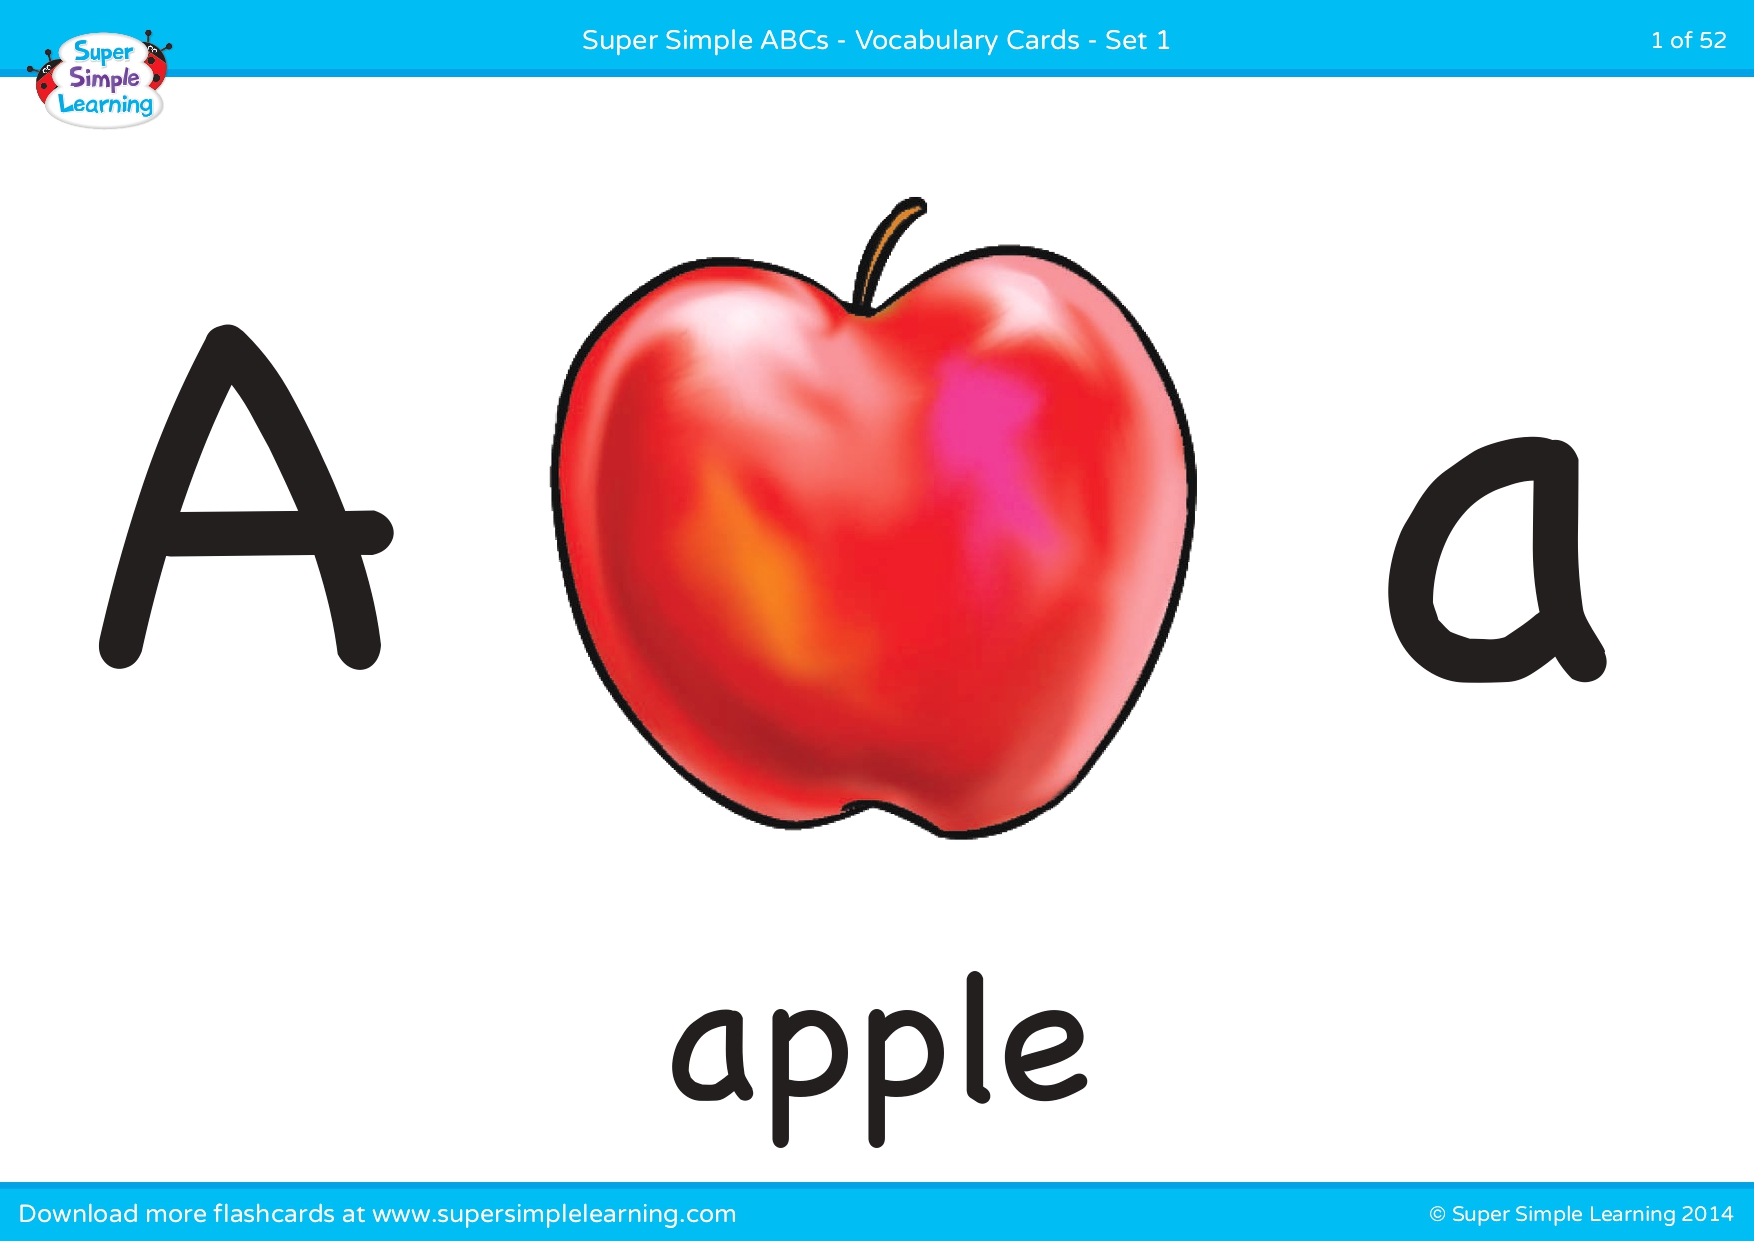 Super Simple ABCs - Vocabulary Cards - Set 1
1 of 52
Super
Simple
Learning
A
a
apple
Download more flashcards at www.supersimplelearning.com
© Super Simple Learning 2014